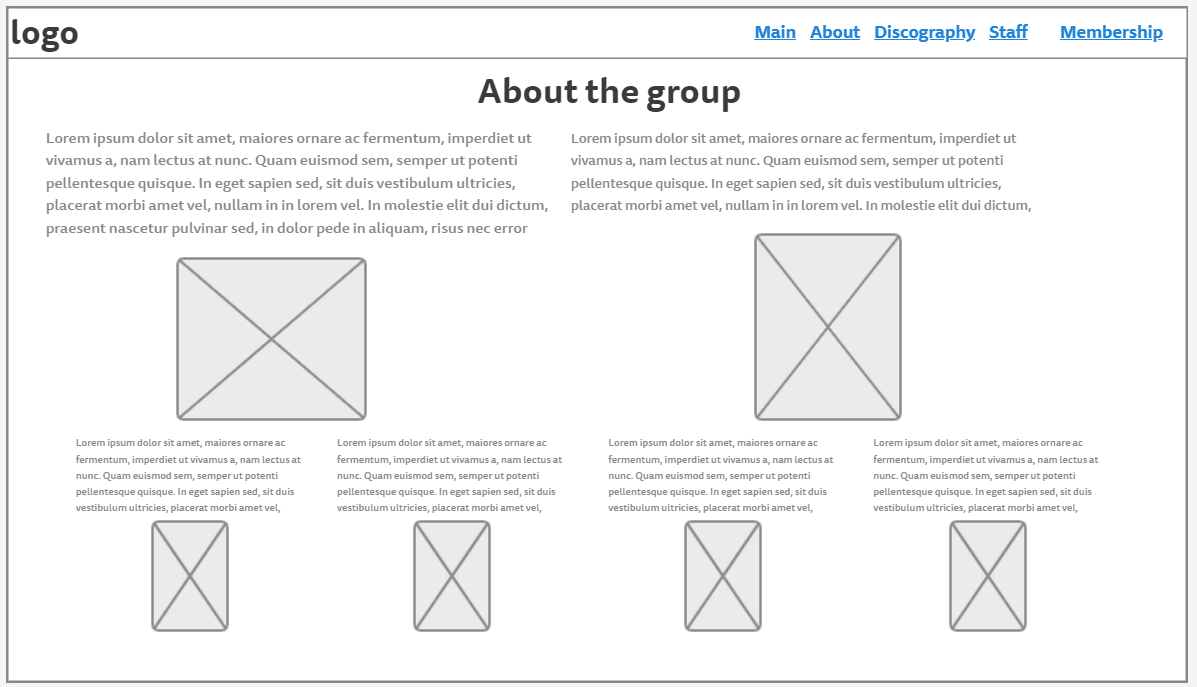 logo
Main About Discography Staff Membership
About the group
Lorem ipsum dolor sit amet, maiores ornare ac fermentum, imperdiet ut
vivamus a, nam lectus at nunc. Quam euismod sem, semper ut potenti
pellentesque quisque. In eget sapien sed, sit duis vestibulum ultricies,
placerat morbi amet vel, nullam in in lorem vel. In molestie elit dui dictum,
praesent nascetur pulvinar sed, in dolor pede in aliquam, risus nec error
Lorem ipsum dolor sit amet, maiores ornare ac fermentum, imperdiet ut
vivamus a, nam lectus at nunc. Quam euismod sem, semper ut potenti
pellentesque quisque. In eget sapien sed, sit duis vestibulum ultricies,
placerat morbi amet vel, nullam in in lorem vel. In molestie elit dui dictum,
Lorem ipsum dolor sit amet, maiores ornare ac
fermentum, imperdiet ut vivamus a, nam lectus at
nunc. Quam euismod sem, semper ut potenti
pellentesque quisque. In eget sapien sed, sit duis
vestibulum ultricies, placerat morbi amet vel,
Lorem ipsum dolor sit amet, maiores ornare ac
fermentum, imperdiet ut vivamus a, nam lectus at
nunc. Quam euismod sem, semper ut potenti
pellentesque quisque. In eget sapien sed, sit duis
vestibulum ultricies, placerat morbi amet vel,
Lorem ipsum dolor sit amet, maiores ornare ac
fermentum, imperdiet ut vivamus a, nam lectus at
nunc. Quam euismod sem, semper ut potenti
pellentesque quisque. In eget sapien sed, sit duis
vestibulum ultricies, placerat morbi amet vel,
Lorem ipsum dolor sit amet, maiores ornare ac
fermentum, imperdiet ut vivamus a, nam lectus at
nunc. Quam euismod sem, semper ut potenti
pellentesque quisque. In eget sapien sed, sit duis
vestibulum ultricies, placerat morbi amet vel,